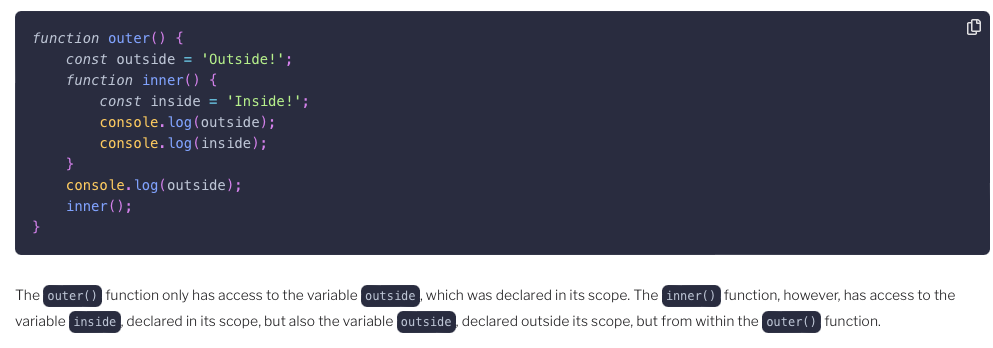 function outer() {
    const outside = 'Outside!';
    function inner() {
        const inside = 'Inside!';
        console.log(outside);
        console.log(inside);
    }
    console.log(outside);
    inner();
}
The outer() function only has access to the variable outside, which was declared in its scope. The inner() function, however, has access to the
variable inside, declared in its scope, but also the variable outside, declared outside its scope, but from within the outer() function.